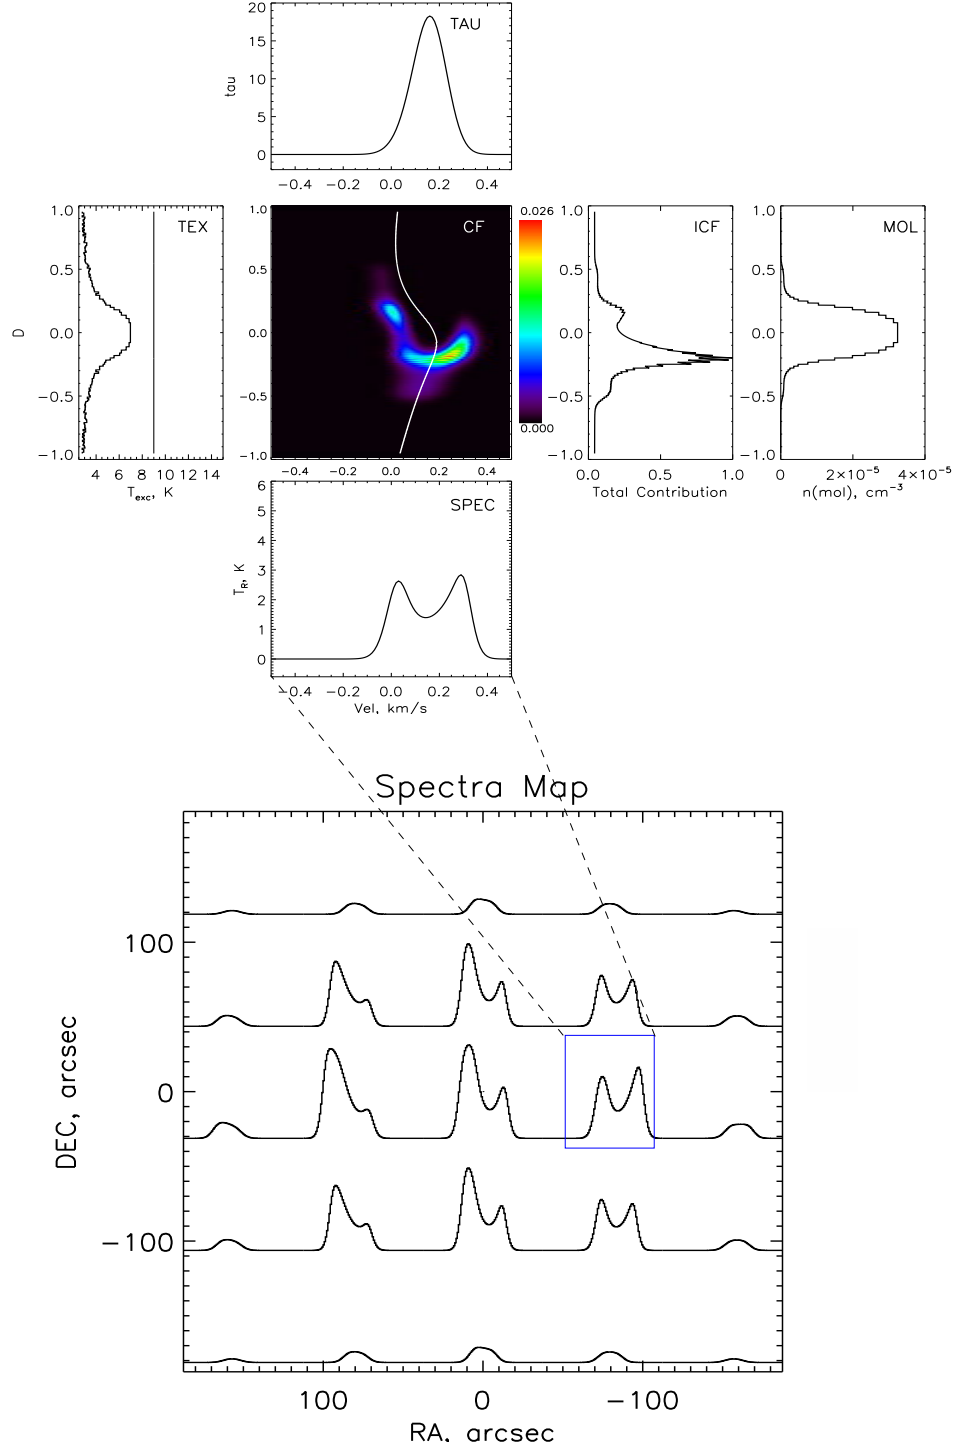 20
TAU
15
tau
10
5
0
−0.4 −0.2 0.0 0.2 0.4
1.0 TEX 1.0 CF 0.026 1.0 ICF 1.0 MOL
0.5 0.5 0.5 0.5
D 0.0 0.0 0.0 0.0
−0.5 −0.5 −0.5 −0.5
0.000
−1.0 −1.0 −1.0 −1.0
4 6 8 10 12 14
T_exc, K
−0.4 −0.2 0.0 0.2 0.4
0.0 0.5 1.0
Total Contribution
0 2×10⁻⁵ 4×10⁻⁵
n(mol), cm⁻³
6
SPEC
5
4
T_R, K
3
2
1
0
−0.4 −0.2 0.0 0.2 0.4
Vel, km/s
Spectra Map
100
DEC, arcsec
0
−100
100 0 −100
RA, arcsec